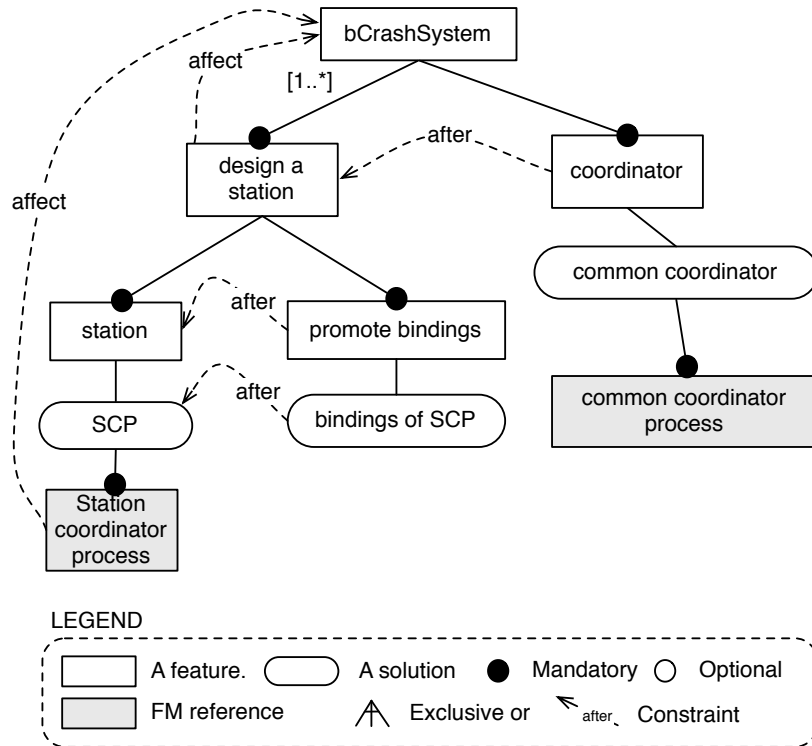 bCrashSystem
affect
[1..*]
after
design a
station
coordinator
affect
common coordinator
after
station
promote bindings
after
SCP
bindings of SCP
common coordinator
process
Station
coordinator
process
LEGEND
A feature.
A solution
Mandatory
Optional
FM reference
Exclusive or
after
Constraint